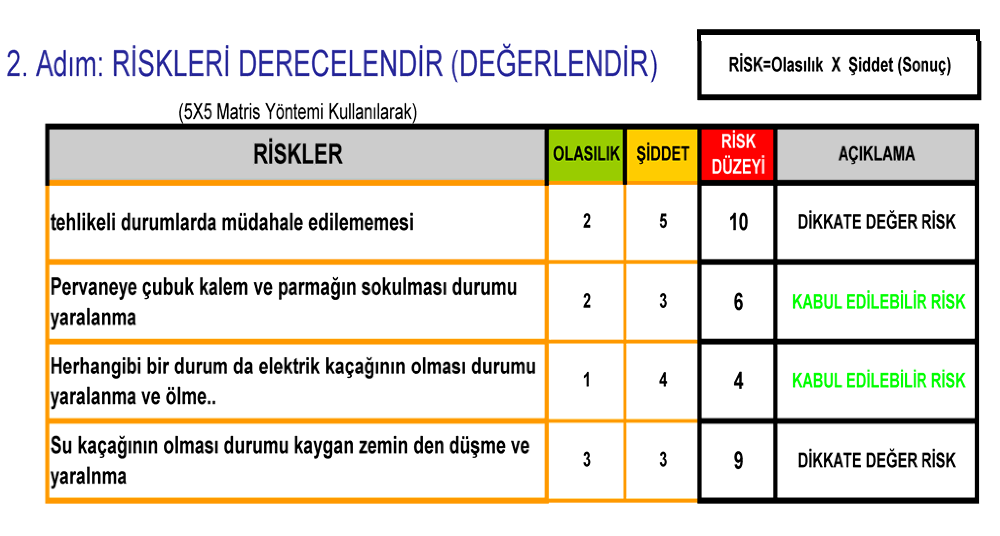 2. Adım: RİSKLERİ DERECELENDİR (DEĞERLENDİR)
RİSK=Olasılık X Şiddet (Sonuç)
(5X5 Matris Yöntemi Kullanılarak)
RİSKLER OLASILIK ŞİDDET RİSK DÜZEYİ AÇIKLAMA
tehlikeli durumlarda müdahale edilememesi 2 5 10 DİKKATE DEĞER RİSK
Pervaneye çubuk kalem ve parmağın sokulması durumu
yaralanma 2 3 6 KABUL EDİLEBİLİR RİSK
Herhangibi bir durum da elektrik kaçağının olması durumu
yaralanma ve ölme.. 1 4 4 KABUL EDİLEBİLİR RİSK
Su kaçağının olması durumu kaygan zemin den düşme ve
yaralnma 3 3 9 DİKKATE DEĞER RİSK